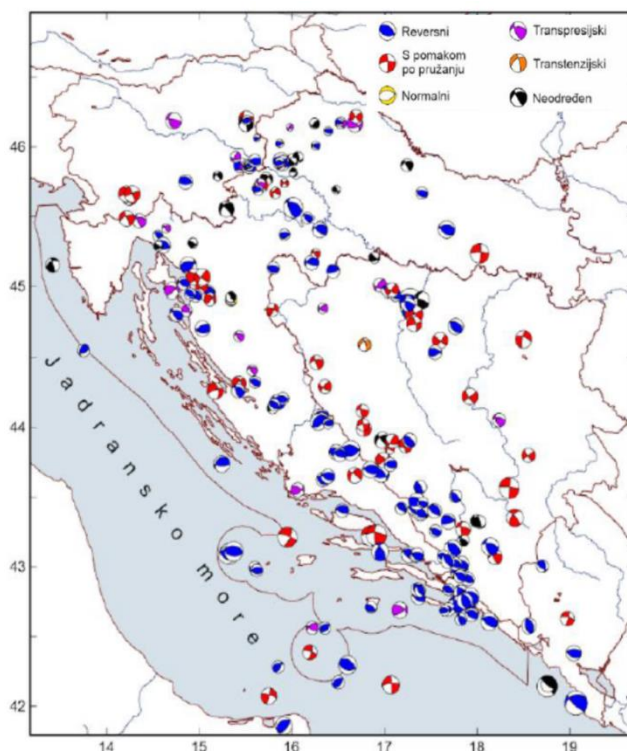 Reversni
Transpresijski
S pomakom
po pružanju
Transtenzijski
Normalni
Neodređen
46
45
44
43
42
Jadransko more
14 15 16 17 18 19